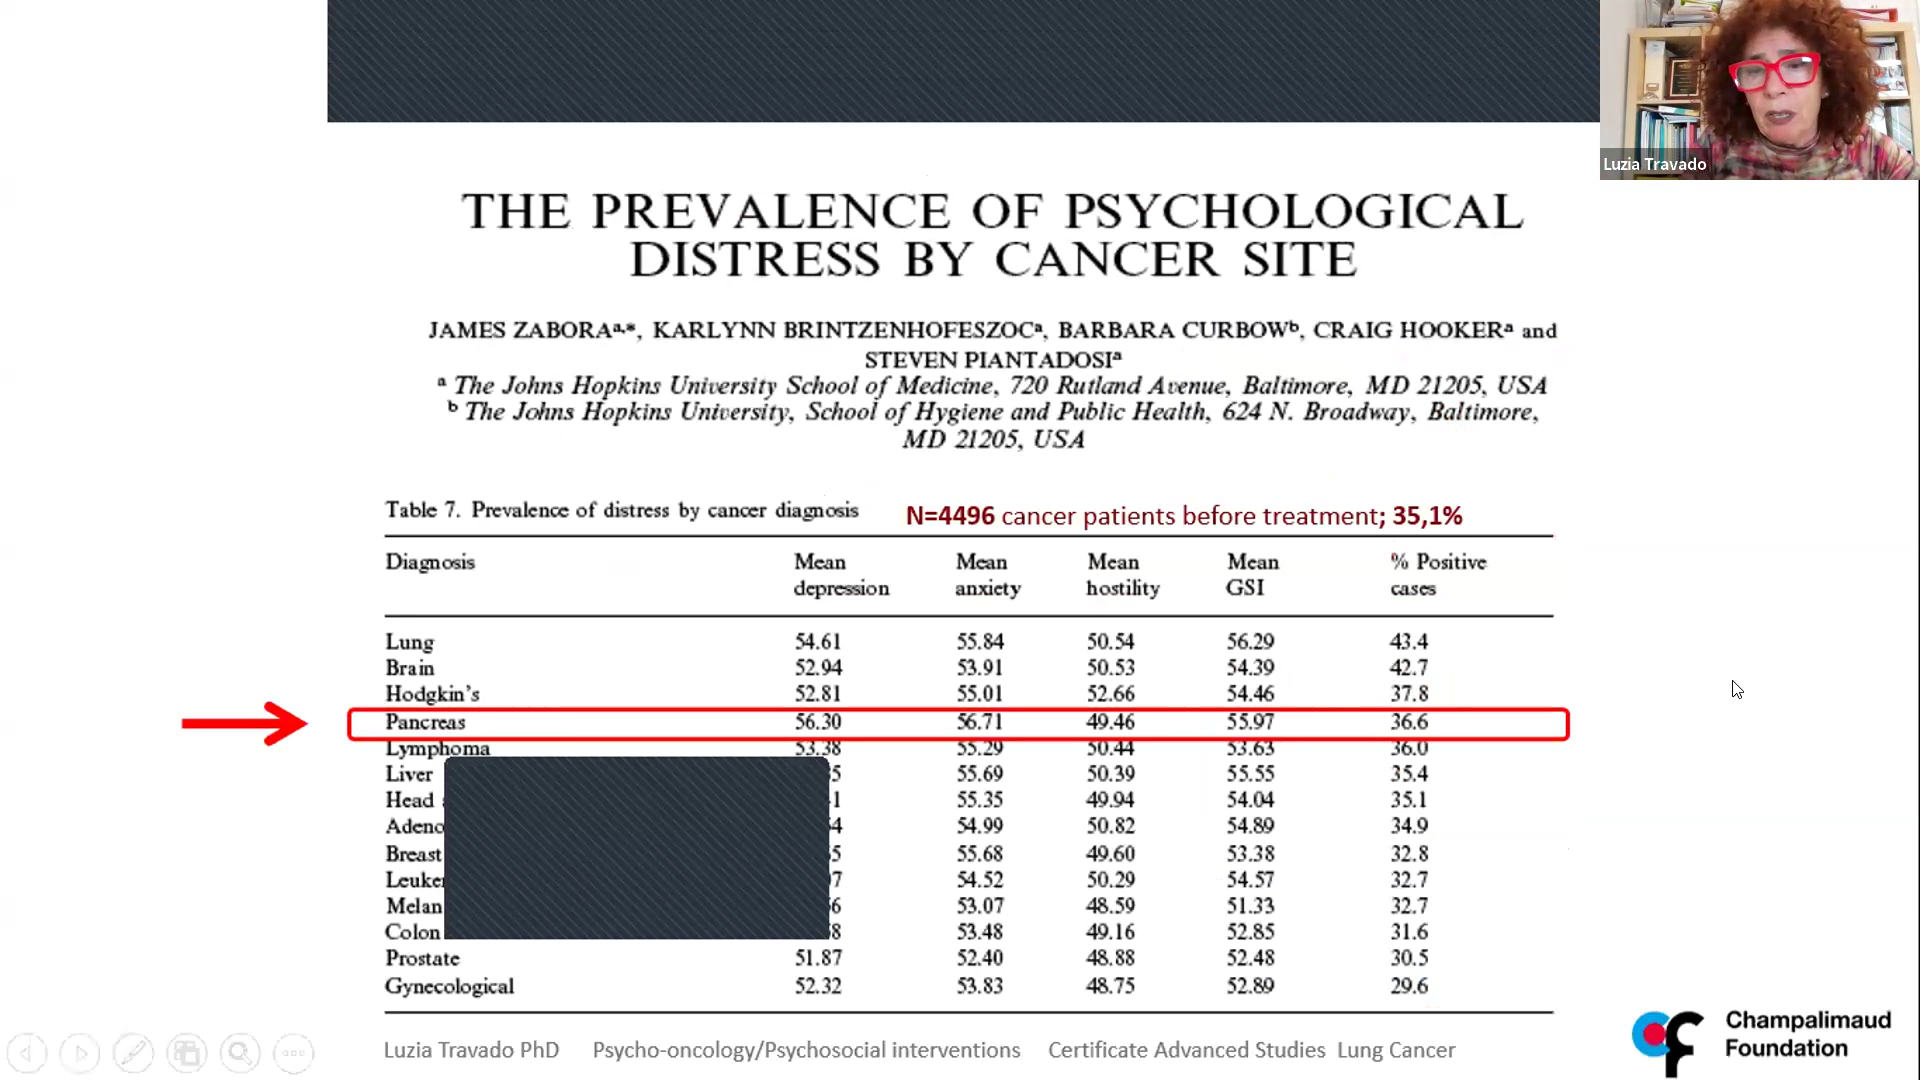 Luzia Travado
THE PREVALENCE OF PSYCHOLOGICAL
DISTRESS BY CANCER SITE
JAMES ZABORAa,*, KARLYNN BRINTZENHOFESZOCa, BARBARA CURBOWb, CRAIG HOOKERa and
STEVEN PIANTADOSIa
a The Johns Hopkins University School of Medicine, 720 Rutland Avenue, Baltimore, MD 21205, USA
b The Johns Hopkins University, School of Hygiene and Public Health, 624 N. Broadway, Baltimore,
MD 21205, USA
Table 7. Prevalence of distress by cancer diagnosis N=4496 cancer patients before treatment; 35,1%
Diagnosis Mean depression Mean anxiety Mean hostility Mean GSI % Positive cases
Lung 54.61 55.84 50.54 56.29 43.4
Brain 52.94 53.91 50.53 54.39 42.7
Hodgkin's 52.81 55.01 52.66 54.46 37.8
Pancreas 56.30 56.71 49.46 55.97 36.6
Lymphoma 53.38 55.29 50.44 53.63 36.0
Liver 55.69 50.39 55.55 35.4
Head 55.35 49.94 54.04 35.1
Adeno 54.99 50.82 54.89 34.9
Breast 55.68 49.60 53.38 32.8
Leuke 54.52 50.29 54.57 32.7
Melan 53.07 48.59 51.33 32.7
Colon 53.48 49.16 52.85 31.6
Prostate 51.87 52.40 48.88 52.48 30.5
Gynecological 52.32 53.83 48.75 52.89 29.6
Luzia Travado PhD Psycho-oncology/Psychosocial interventions Certificate Advanced Studies Lung Cancer
Champalimaud
Foundation